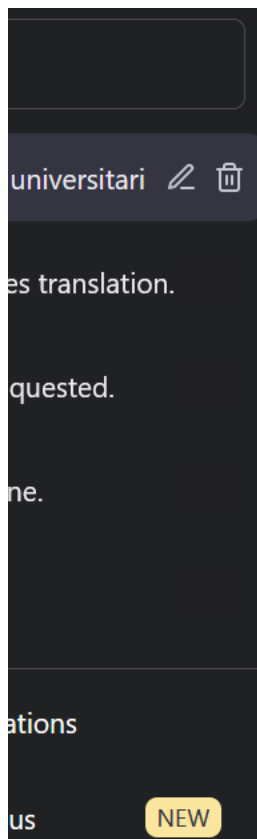 universitari
es translation.
quested.
ne.
ations
us NEW